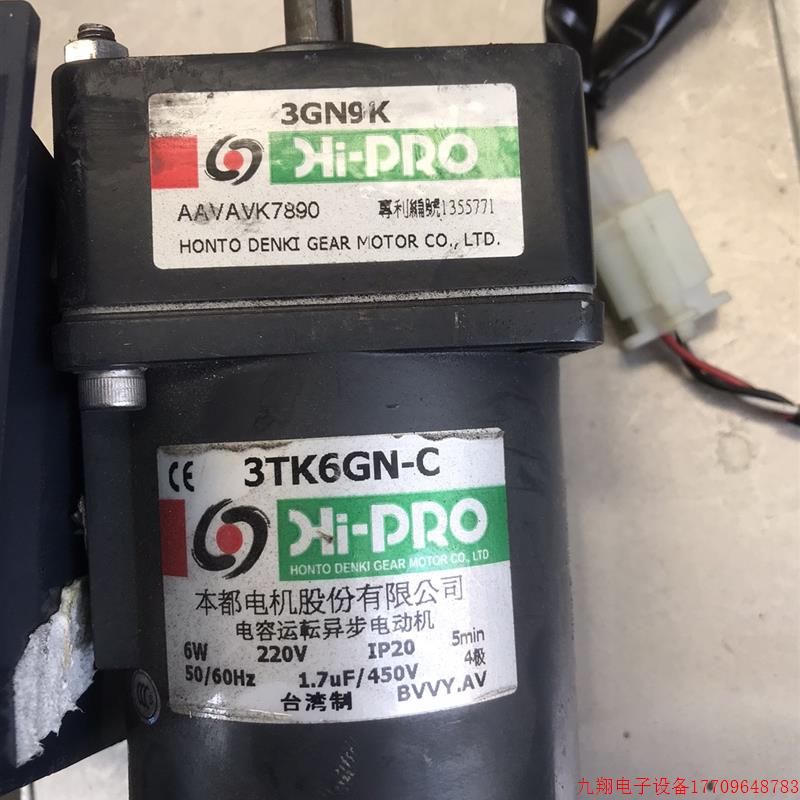 3GN9K
Hi-PRO
AAVAVK7890 專利編號1355771
HONTO DENKI GEAR MOTOR CO., LTD.
CE 3TK6GN-C
Hi-PRO
HONTO DENKI GEAR MOTOR CO., LTD
本都电机股份有限公司
电容运転异步电动机
6W 220V IP20 5min
4极
50/60Hz 1.7uF/450V
台湾制 BVVY.AV
九翔电子设备17709648783